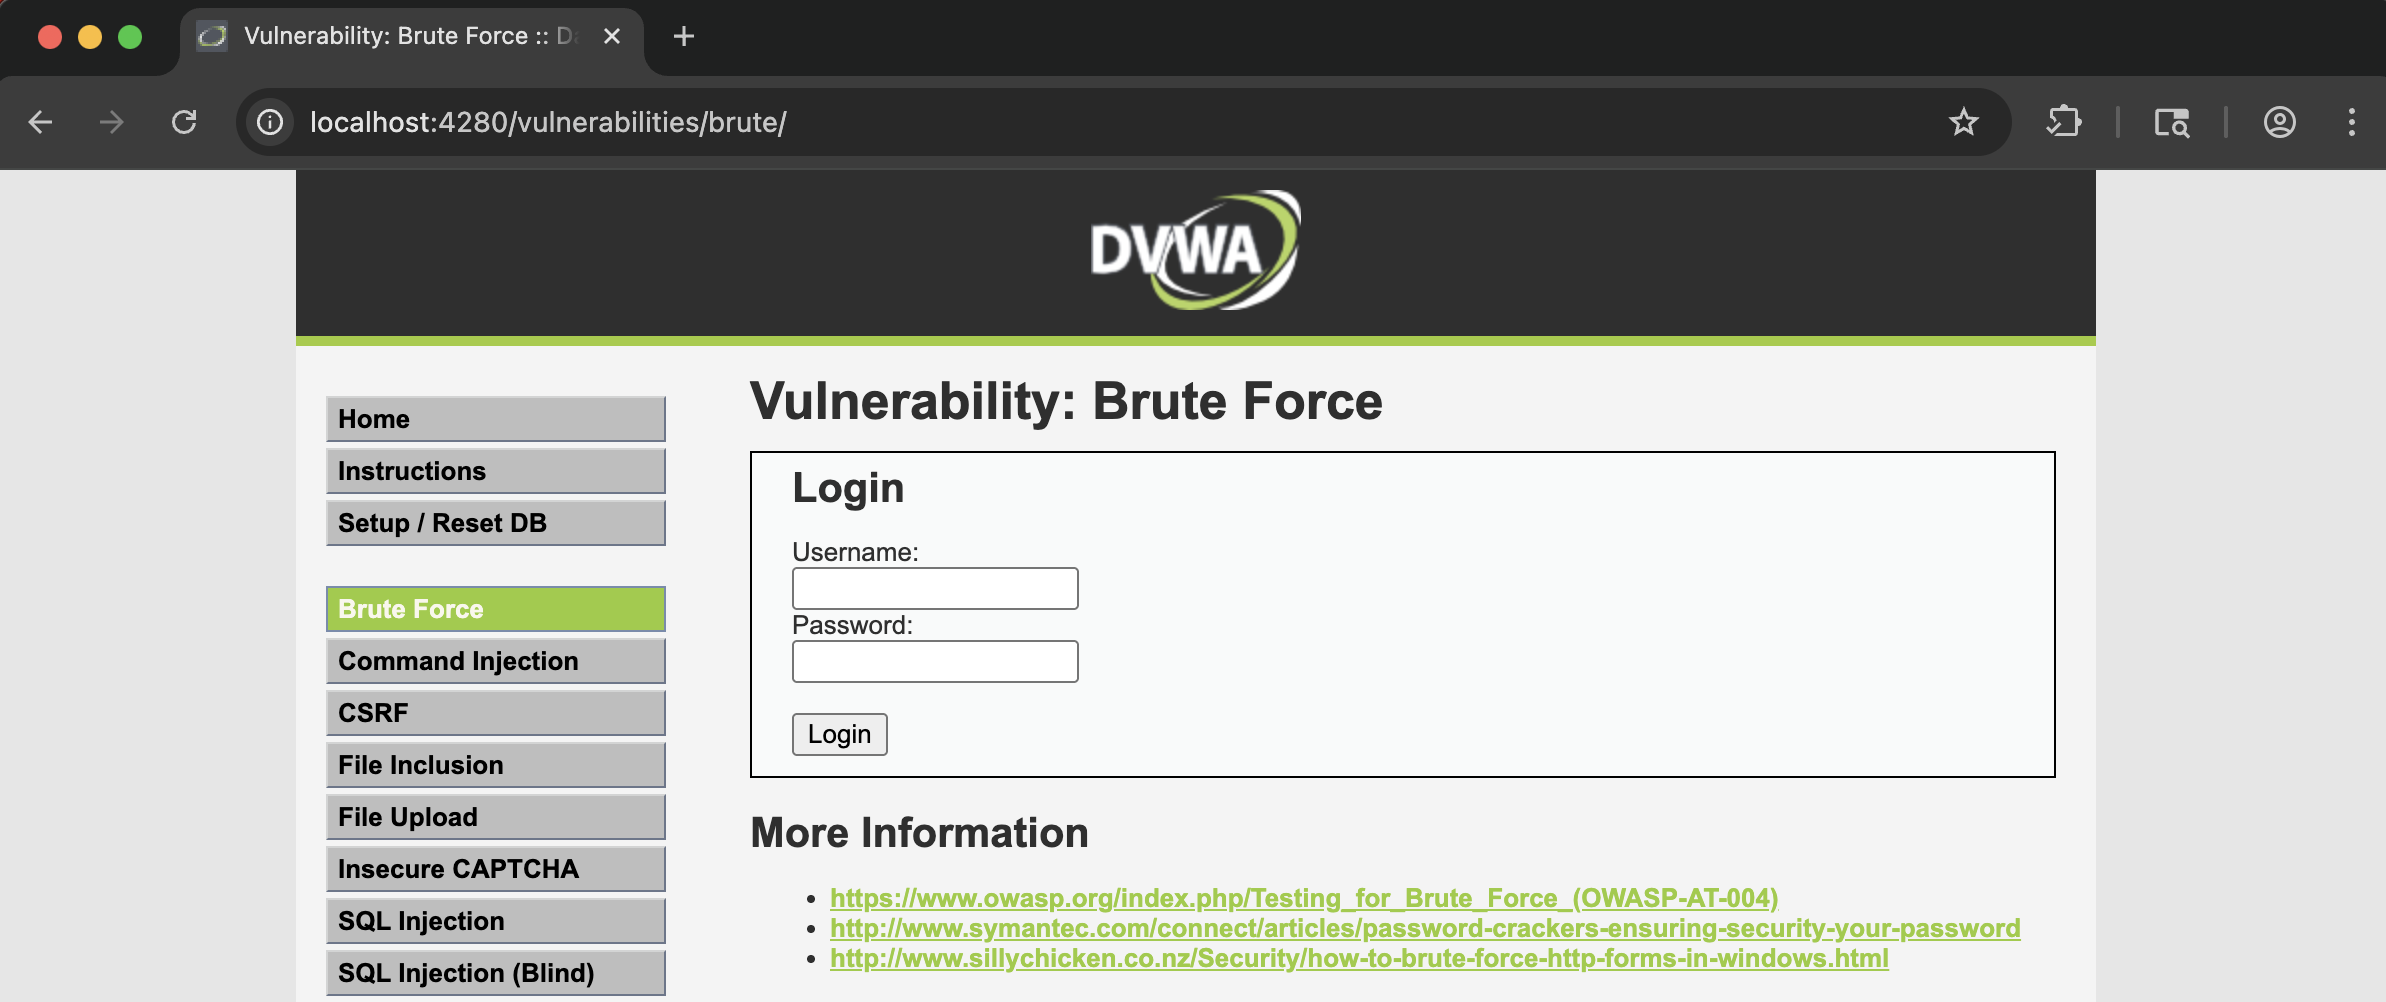 Vulnerability: Brute Force :: D
localhost:4280/vulnerabilities/brute/
DVWA
Home
Instructions
Setup / Reset DB
Brute Force
Command Injection
CSRF
File Inclusion
File Upload
Insecure CAPTCHA
SQL Injection
SQL Injection (Blind)
Vulnerability: Brute Force
Login
Username:
Password:
Login
More Information
https://www.owasp.org/index.php/Testing_for_Brute_Force_(OWASP-AT-004)
http://www.symantec.com/connect/articles/password-crackers-ensuring-security-your-password
http://www.sillychicken.co.nz/Security/how-to-brute-force-http-forms-in-windows.html